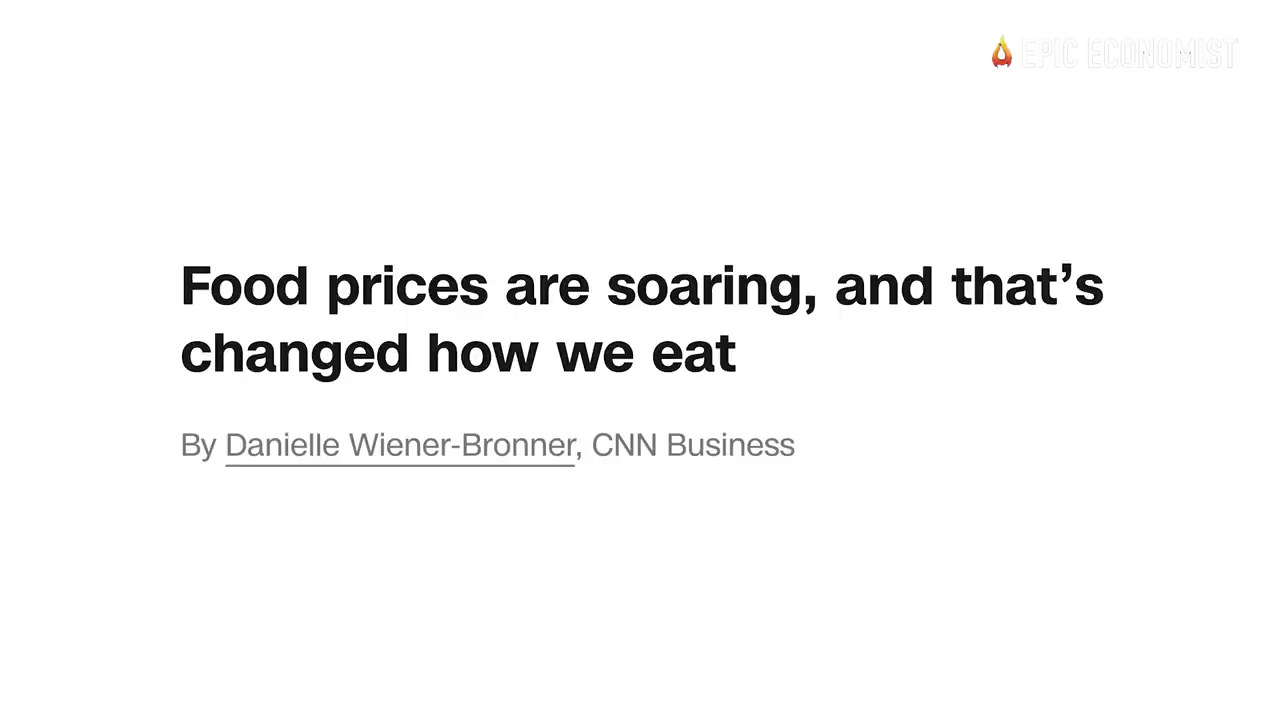 EPIC ECONOMIST
Food prices are soaring, and that’s
changed how we eat
By Danielle Wiener-Bronner, CNN Business